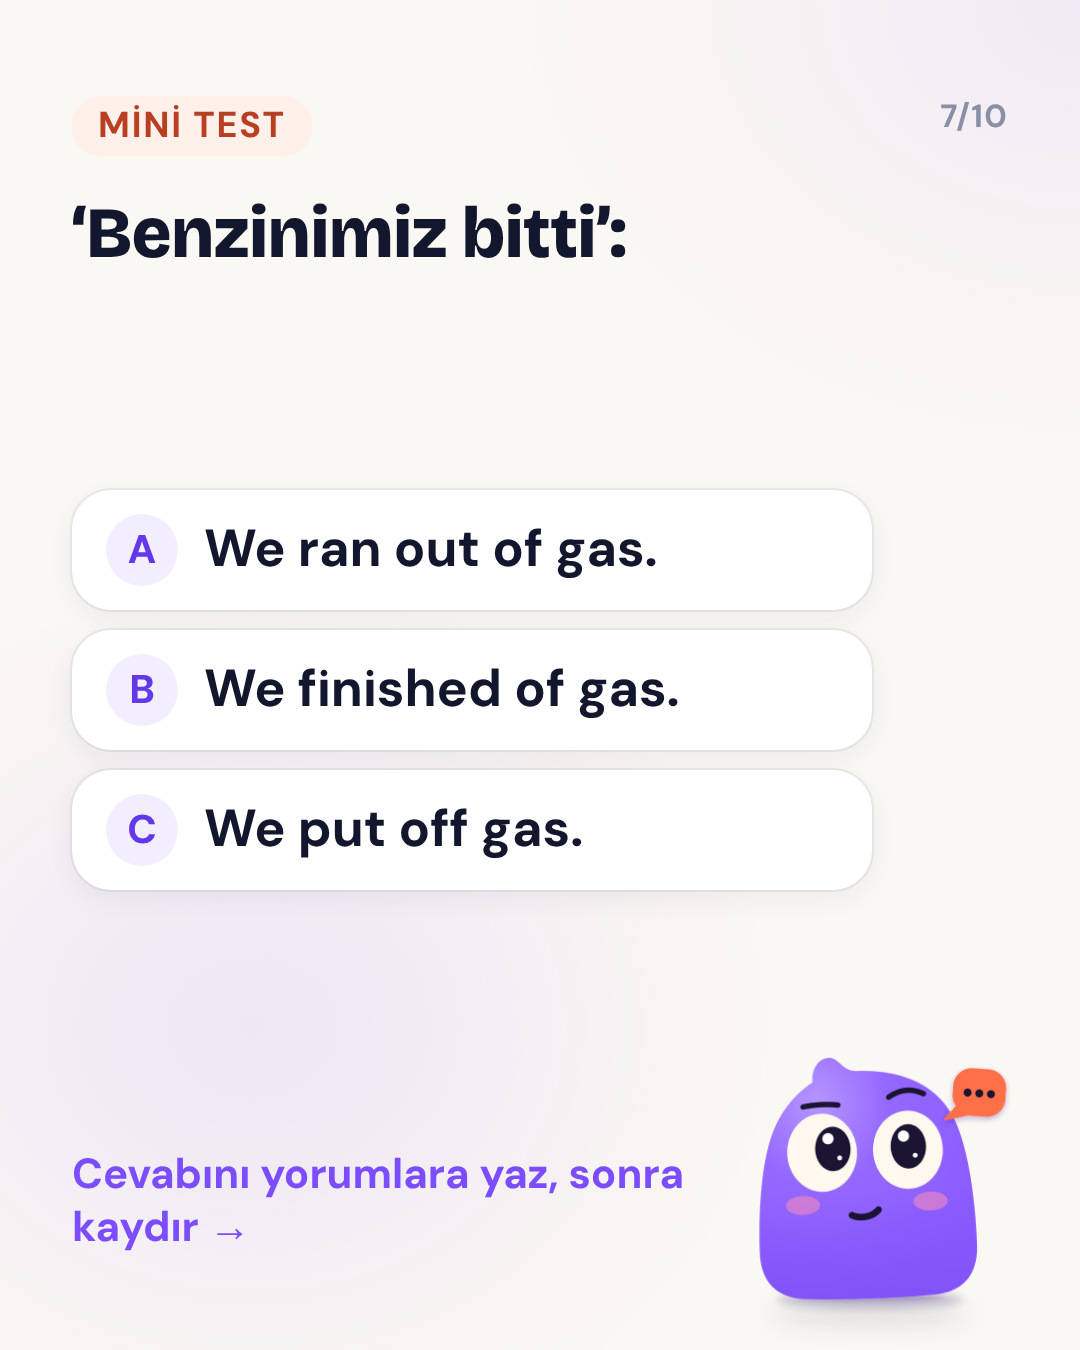 MİNİ TEST
7/10
‘Benzinimiz bitti’:
A We ran out of gas.
B We finished of gas.
C We put off gas.
Cevabını yorumlara yaz, sonra
kaydır →